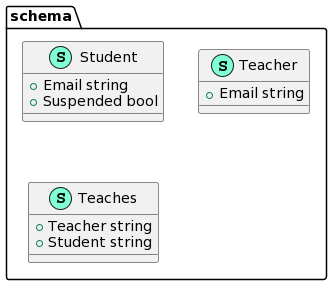 schema
S Student
Email string
Suspended bool
S Teacher
Email string
S Teaches
Teacher string
Student string